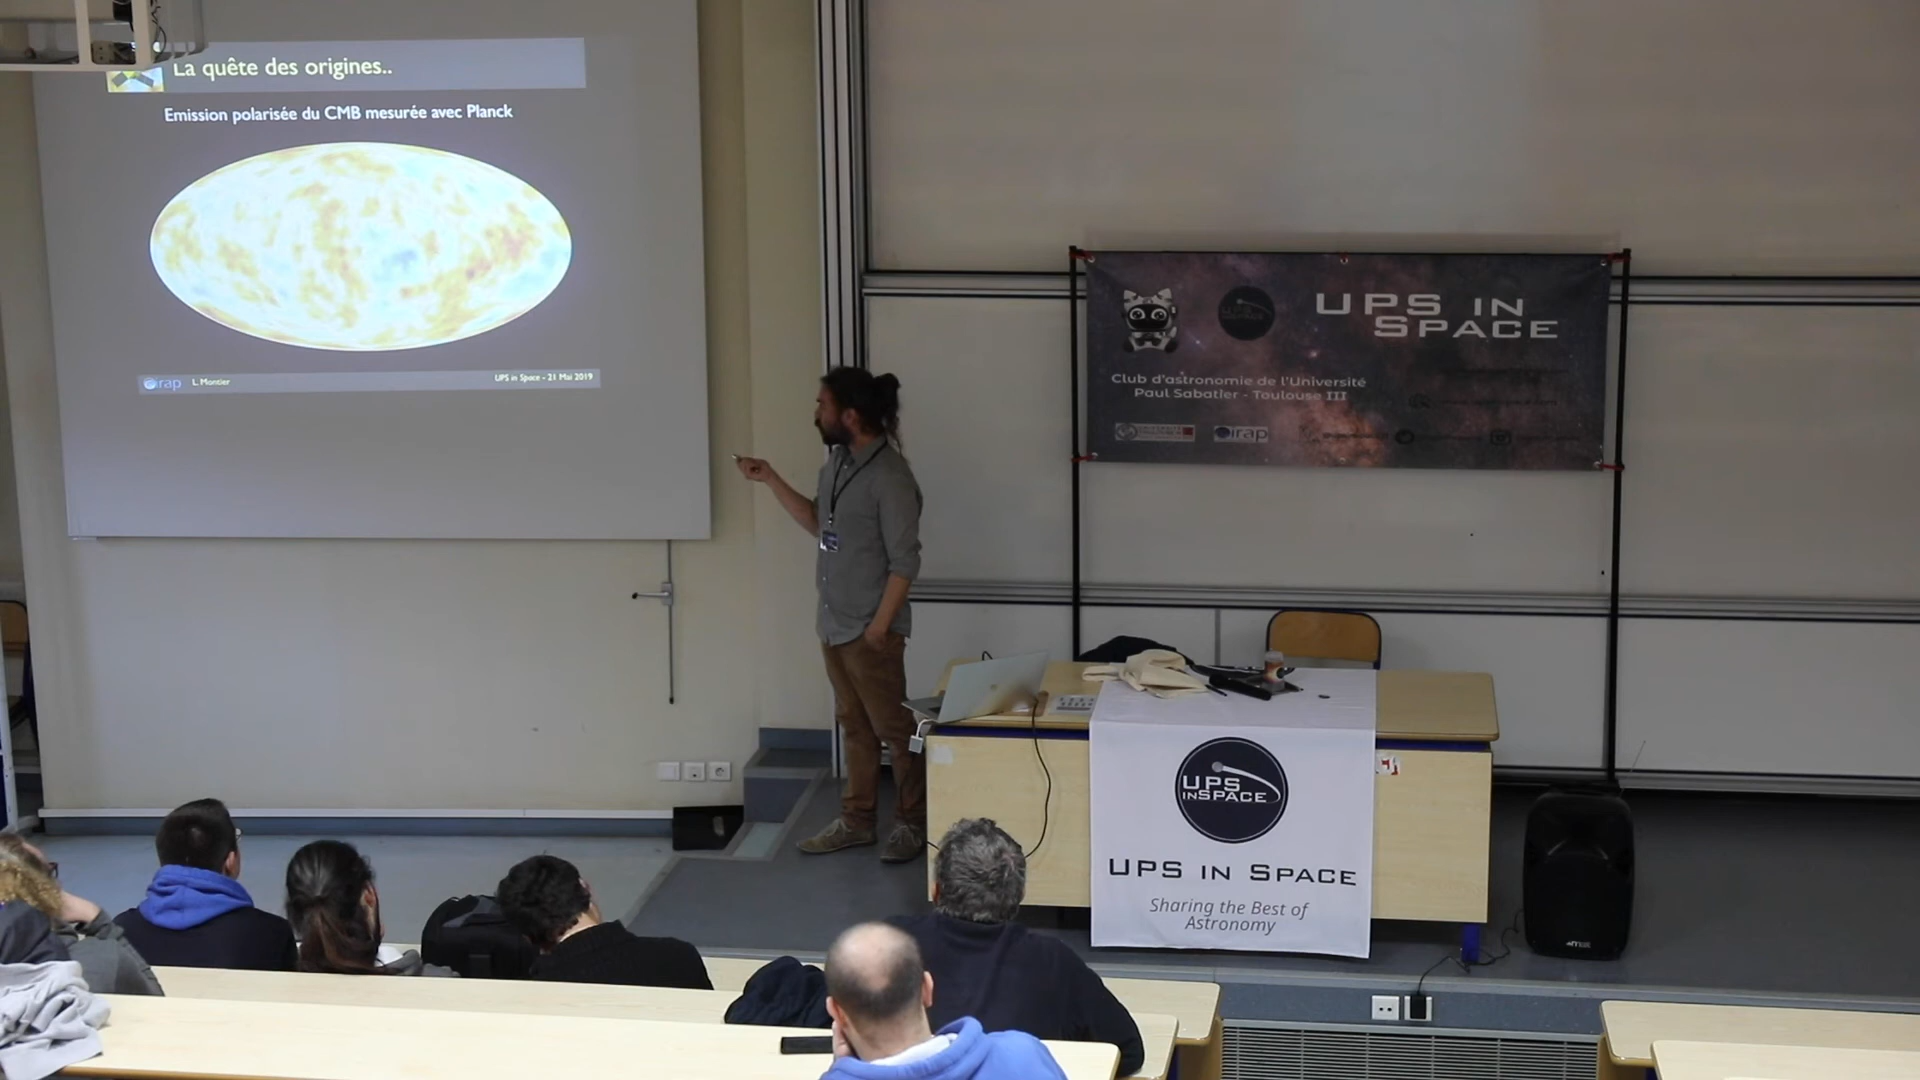 La quête des origines..
Emission polarisée du CMB mesurée avec Planck
irap L. Montier UPS in Space - 21 Mai 2019
UPS IN SPACE
Club d'astronomie de l'Université
Paul Sabatier - Toulouse III
irap
UPS
INSPACE
UPS IN SPACE
Sharing the Best of
Astronomy